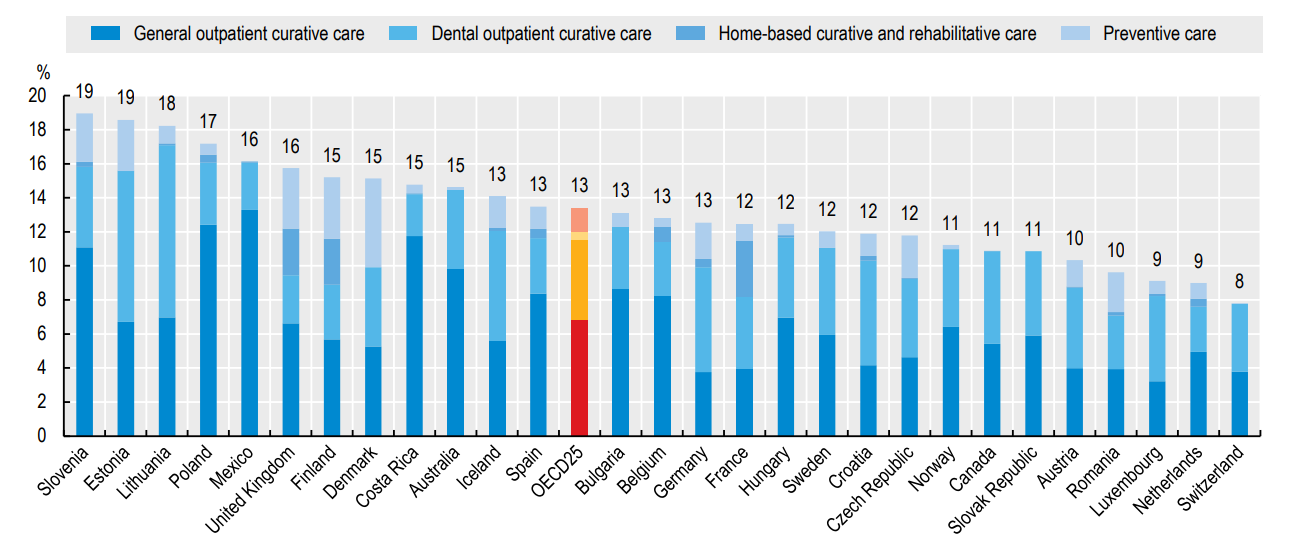 General outpatient curative care Dental outpatient curative care Home-based curative and rehabilitative care Preventive care
%
20
18
16
14
12
10
8
6
4
2
0
19 19 18 17 16 16 15 15 15 15 13 13 13 13 13 13 12 12 12 12 12 11 11 11 10 10 9 9 8
Slovenia
Estonia
Lithuania
Poland
Mexico
United Kingdom
Finland
Denmark
Costa Rica
Australia
Iceland
Spain
OECD25
Bulgaria
Belgium
Germany
France
Hungary
Sweden
Croatia
Czech Republic
Norway
Canada
Slovak Republic
Austria
Romania
Luxembourg
Netherlands
Switzerland